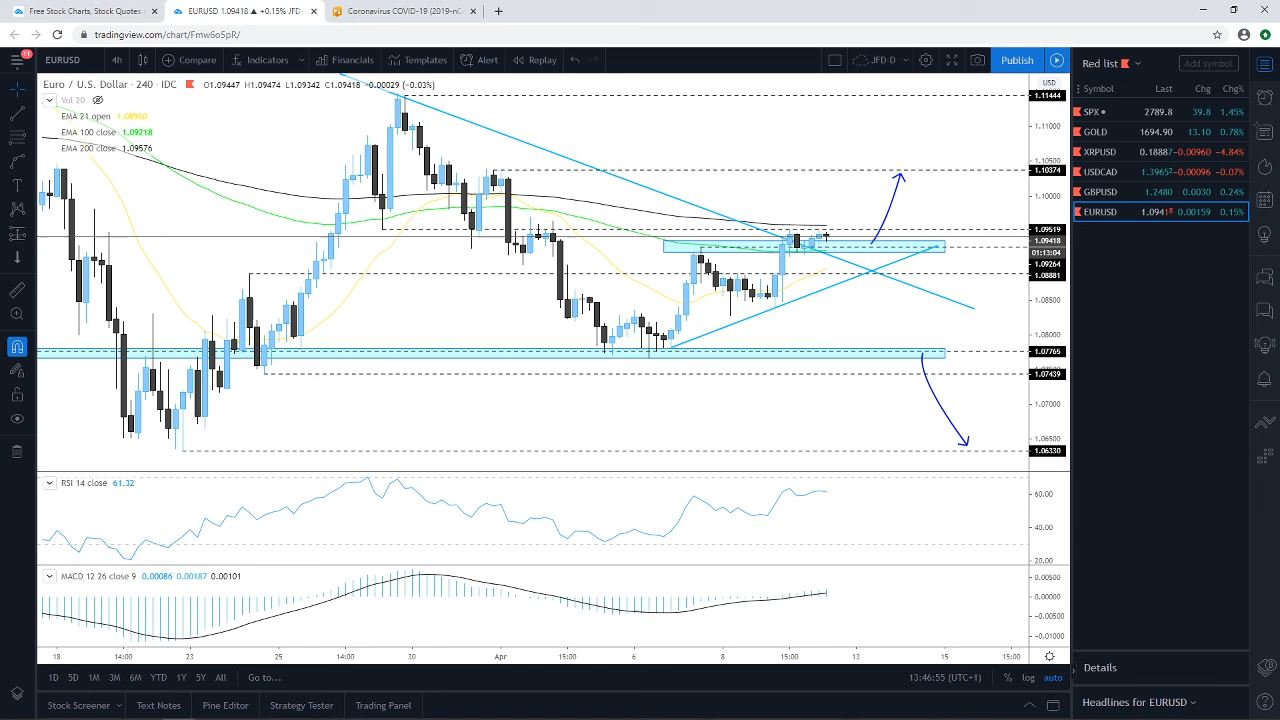 Free Stock Charts, Stock Quotes
EURUSD 1.09418 ▲ +0.15% JFD-
Coronavirus COVID-19 (2019-nC
tradingview.com/chart/Fmw6o5pR/
11
EURUSD 4h Compare Indicators Financials Templates Alert Replay JFD-D Publish
Euro / U.S. Dollar · 240 · IDC O1.09447 H1.09474 L1.09342 C1.09418 -0.00029 (-0.03%)
Vol 20
EMA 21 open 1.08960
EMA 100 close 1.09218
EMA 200 close 1.09576
USD
1.11444
1.11000
1.10500
1.10374
1.10000
1.09519
1.09418
01:13:04
1.09264
1.08881
1.08500
1.08000
1.07765
1.07439
1.07000
1.06500
1.06330
RSI 14 close 61.32
60.00
40.00
20.00
MACD 12 26 close 9 0.00086 0.00187 0.00101
0.00500
0.00000
-0.00500
-0.01000
18 14:00 23 25 14:00 30 Apr 15:00 6 8 15:00 13 15 15:00
1D 5D 1M 3M 6M YTD 1Y 5Y All Go to... 13:46:55 (UTC+1) % log auto
Stock Screener Text Notes Pine Editor Strategy Tester Trading Panel
Red list Add symbol
Symbol Last Chg Chg%
SPX 2789.8 39.8 1.45%
GOLD 1694.90 13.10 0.78%
XRPUSD 0.18887 -0.00960 -4.84%
USDCAD 1.39657 -0.00096 -0.07%
GBPUSD 1.2480 0.0030 0.24%
EURUSD 1.09418 0.00159 0.15%
Details
Headlines for EURUSD